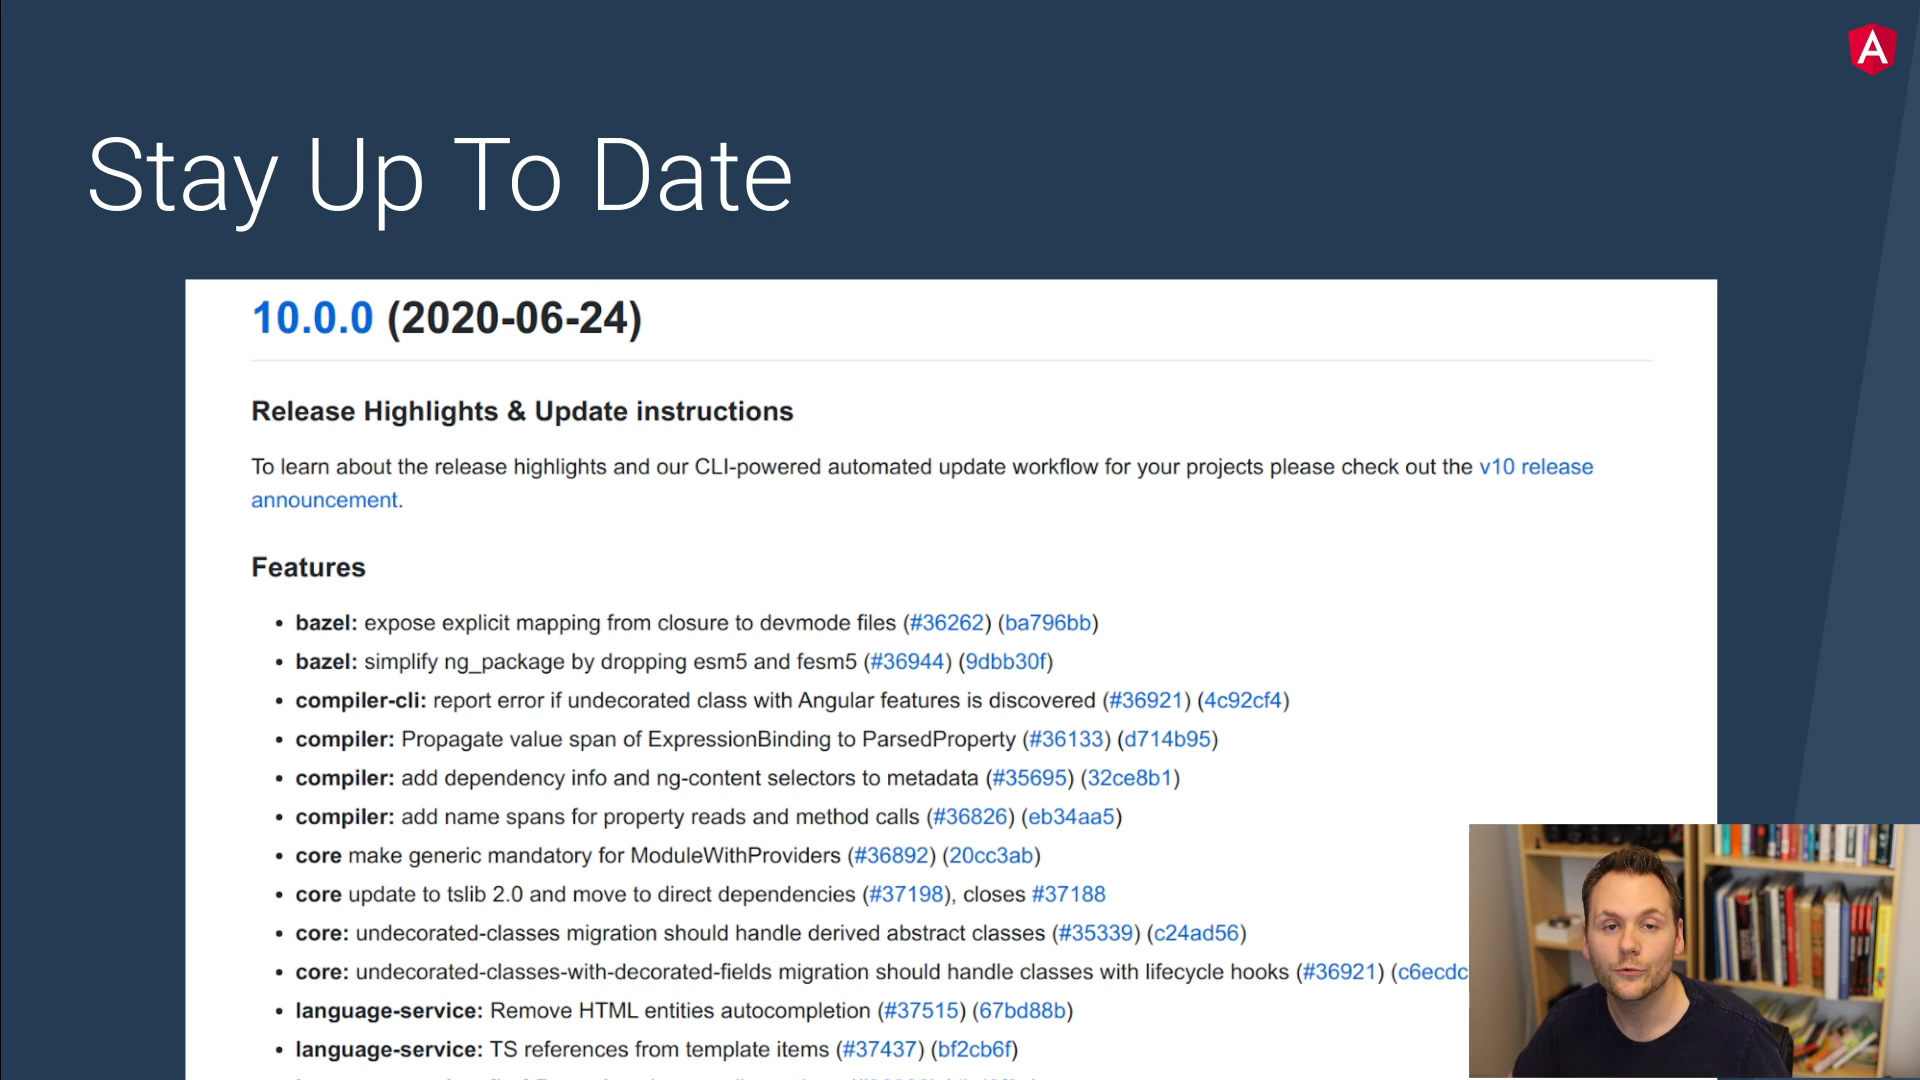 Stay Up To Date
10.0.0 (2020-06-24)
Release Highlights & Update instructions
To learn about the release highlights and our CLI-powered automated update workflow for your projects please check out the v10 release
announcement.
Features
• bazel: expose explicit mapping from closure to devmode files (#36262) (ba796bb)
• bazel: simplify ng_package by dropping esm5 and fesm5 (#36944) (9dbb30f)
• compiler-cli: report error if undecorated class with Angular features is discovered (#36921) (4c92cf4)
• compiler: Propagate value span of ExpressionBinding to ParsedProperty (#36133) (d714b95)
• compiler: add dependency info and ng-content selectors to metadata (#35695) (32ce8b1)
• compiler: add name spans for property reads and method calls (#36826) (eb34aa5)
• core make generic mandatory for ModuleWithProviders (#36892) (20cc3ab)
• core update to tslib 2.0 and move to direct dependencies (#37198), closes #37188
• core: undecorated-classes migration should handle derived abstract classes (#35339) (c24ad56)
• core: undecorated-classes-with-decorated-fields migration should handle classes with lifecycle hooks (#36921) (c6ecdc
• language-service: Remove HTML entities autocompletion (#37515) (67bd88b)
• language-service: TS references from template items (#37437) (bf2cb6f)